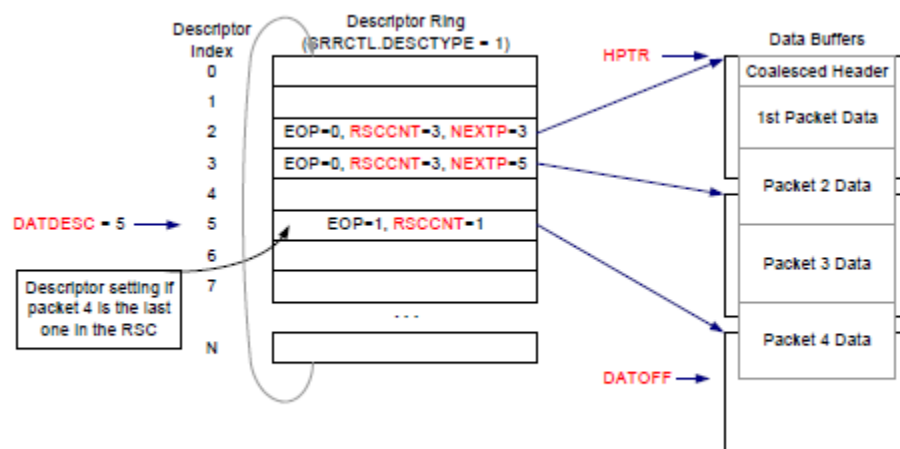 Descriptor Ring
(SRRCTL.DESCTYPE = 1)
Descriptor
Index
Data Buffers
0
HPTR
Coalesced Header
1
1st Packet Data
2
EOP=0, RSCCNT=3, NEXTP=3
3
EOP=0, RSCCNT=3, NEXTP=5
Packet 2 Data
4
DATDESC = 5
5
EOP=1, RSCCNT=1
6
Packet 3 Data
7
Descriptor setting if
packet 4 is the last
one in the RSC
. . .
N
Packet 4 Data
DATOFF